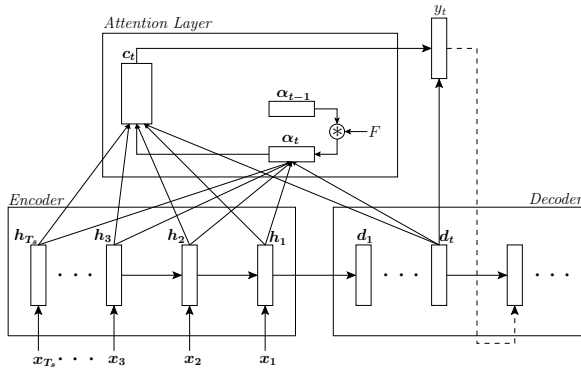 Attention Layer
y_t
c_t
α_{t−1}
F
α_t
Encoder
Decoder
h_{T_s} h_3 h_2 h_1 d_1 d_t
x_{T_s} x_3 x_2 x_1